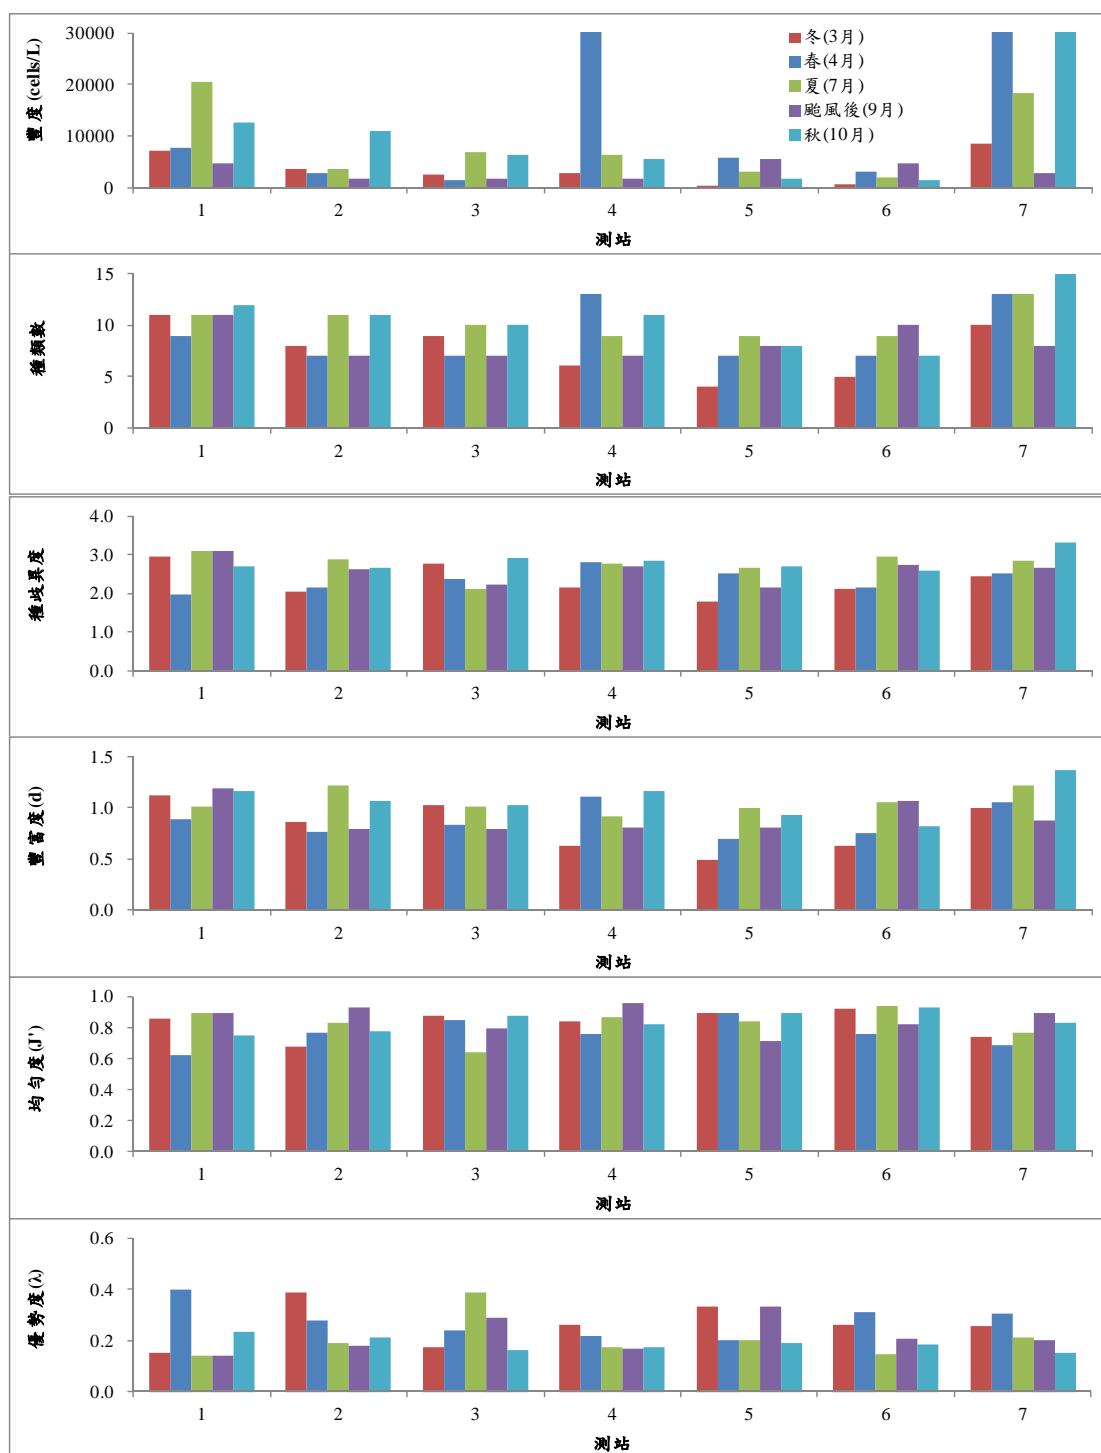 豐度(cells/L)
30000
20000
10000
0
冬(3月)
春(4月)
夏(7月)
颱風後(9月)
秋(10月)
1 2 3 4 5 6 7
測站
種類數
15
10
5
0
1 2 3 4 5 6 7
測站
種歧異度
4.0
3.0
2.0
1.0
0.0
1 2 3 4 5 6 7
測站
豐富度(d)
1.5
1.0
0.5
0.0
1 2 3 4 5 6 7
測站
均勻度(J')
1.0
0.8
0.6
0.4
0.2
0.0
1 2 3 4 5 6 7
測站
優勢度(λ)
0.6
0.4
0.2
0.0
1 2 3 4 5 6 7
測站